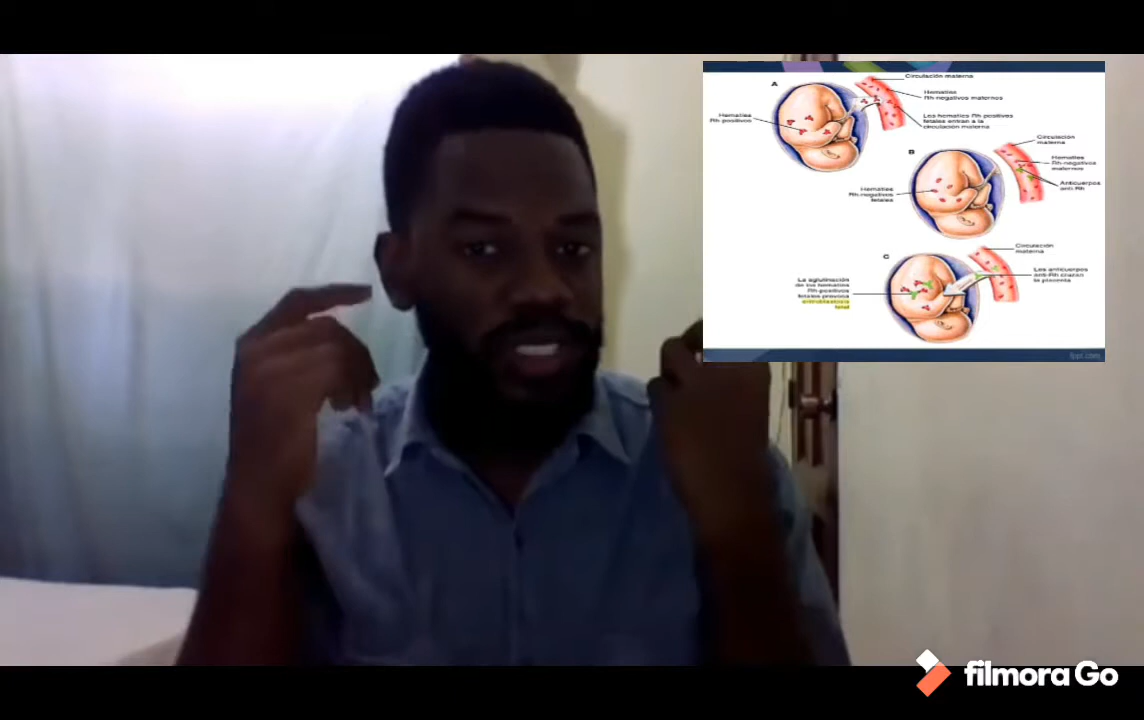 Circulación materna
A
Hematíes
Rh-negativos maternos
Hematíes
Rh positivos
Los hematíes Rh positivos
fetales entran a la
circulación materna
Circulación
materna
B
Hematíes
Rh-negativos
maternos
Anticuerpos
anti-Rh
Hematíes
Rh-negativos
fetales
C
Circulación
materna
La aglutinación
de los hematíes
Rh-positivos
fetales provoca
eritroblastosis
fetal
Los anticuerpos
anti-Rh cruzan
la placenta
fppt.com
filmora Go